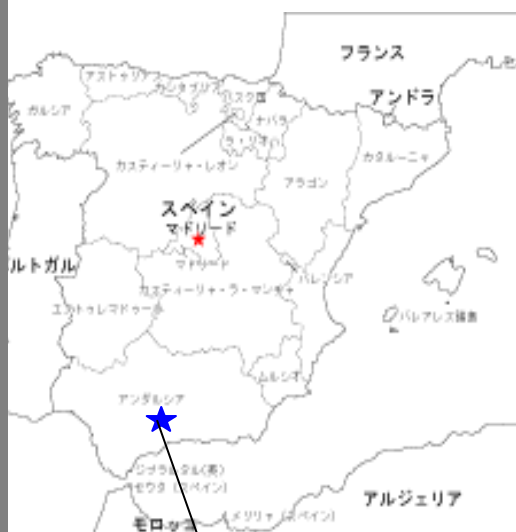 フランス
アストゥリアス
カンタブリア
バスク国
アンドラ
ガルシア
ナバラ
ラ・リオハ
カタルーニャ
カスティーリャ・レオン
アラゴン
スペイン
マドリード
マドリード
ルトガル
バレンシア
カスティーリャ・ラ・マンチャ
エストゥレマドゥーラ
バレアレス諸島
ムルシオ
アンダルシア
ジブラルタル(英)
セウタ (スペイン)
アルジェリア
メリリャ (スペイン)
モロッコ